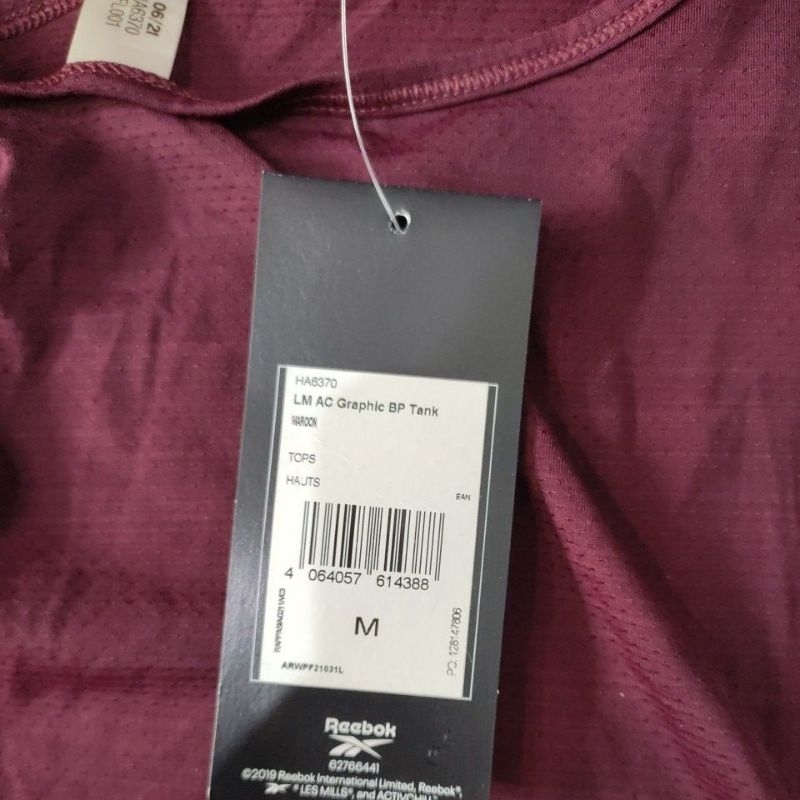 06/21
HA6370
FL001
HA6370
LM AC Graphic BP Tank
MAROON
TOPS
HAUTS
EAN
4 064057 614388
M
PO: 128147806
ARWPF21031L
Reebok
62766441
©2019 Reebok International Limited, Reebok®,
LES MILLS®, and ACTIVCHILL